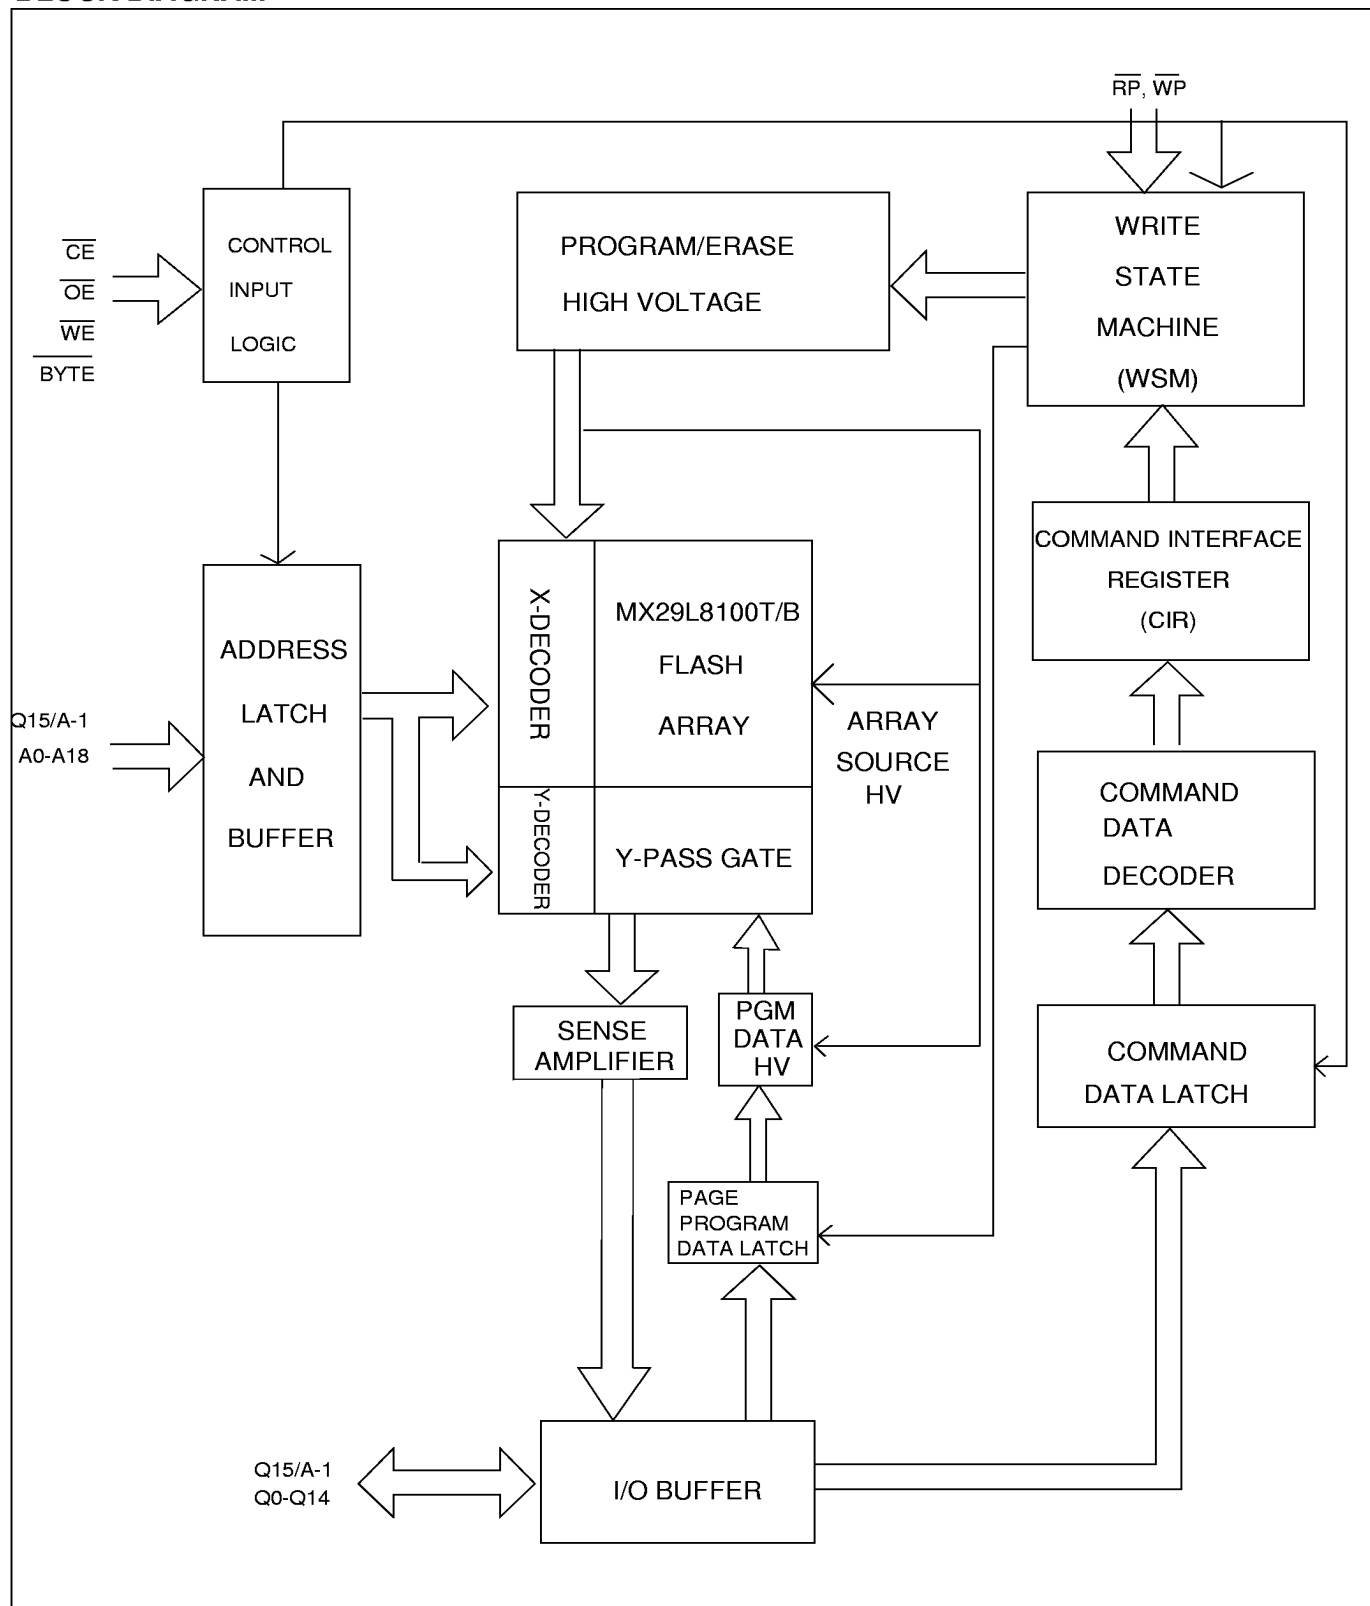 BLOCK DIAGRAM
RP, WP
CE
OE
WE
BYTE
CONTROL
INPUT
LOGIC
PROGRAM/ERASE
HIGH VOLTAGE
WRITE
STATE
MACHINE
(WSM)
COMMAND INTERFACE
REGISTER
(CIR)
ADDRESS
LATCH
AND
BUFFER
Q15/A-1
A0-A18
X-DECODER
MX29L8100T/B
FLASH
ARRAY
ARRAY
SOURCE
HV
Y-DECODER
Y-PASS GATE
COMMAND
DATA
DECODER
SENSE
AMPLIFIER
PGM
DATA
HV
COMMAND
DATA LATCH
PAGE
PROGRAM
DATA LATCH
Q15/A-1
Q0-Q14
I/O BUFFER